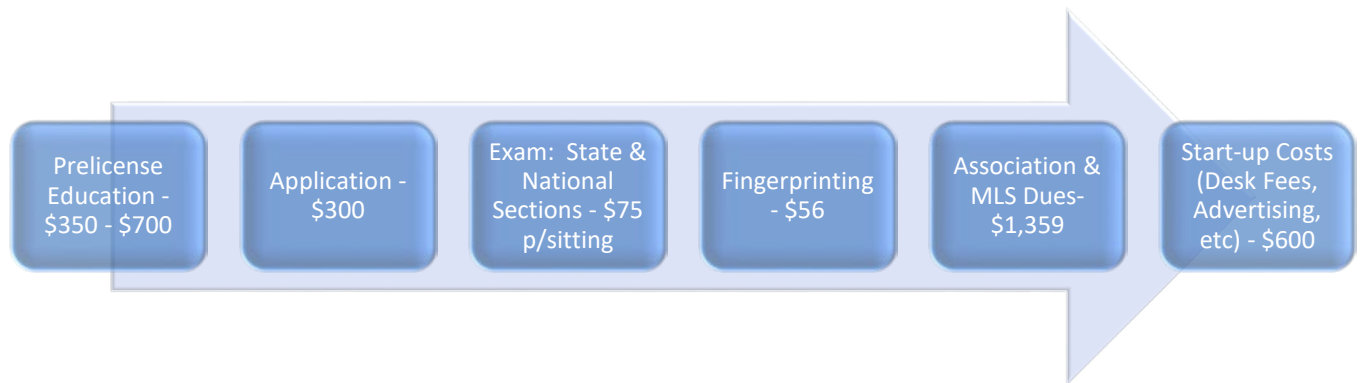 Prelicense
Education -
$350 - $700
Application -
$300
Exam: State &
National
Sections - $75
p/sitting
Fingerprinting
- $56
Association &
MLS Dues-
$1,359
Start-up Costs
(Desk Fees,
Advertising,
etc) - $600